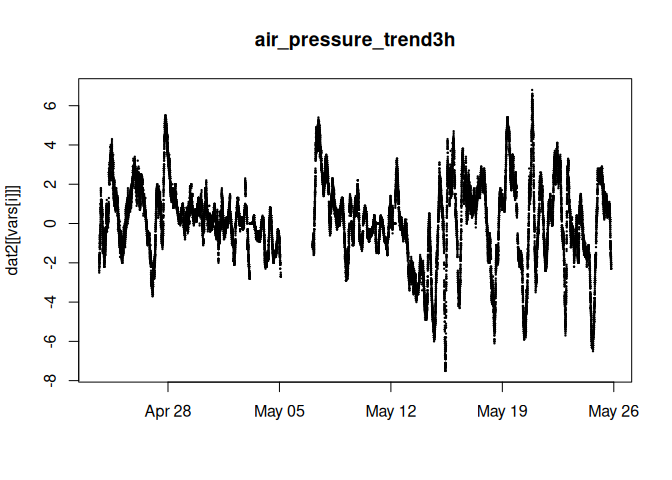 air_pressure_trend3h
dat2[[vars[i]]]
6
4
2
0
-2
-4
-6
-8
Apr 28
May 05
May 12
May 19
May 26